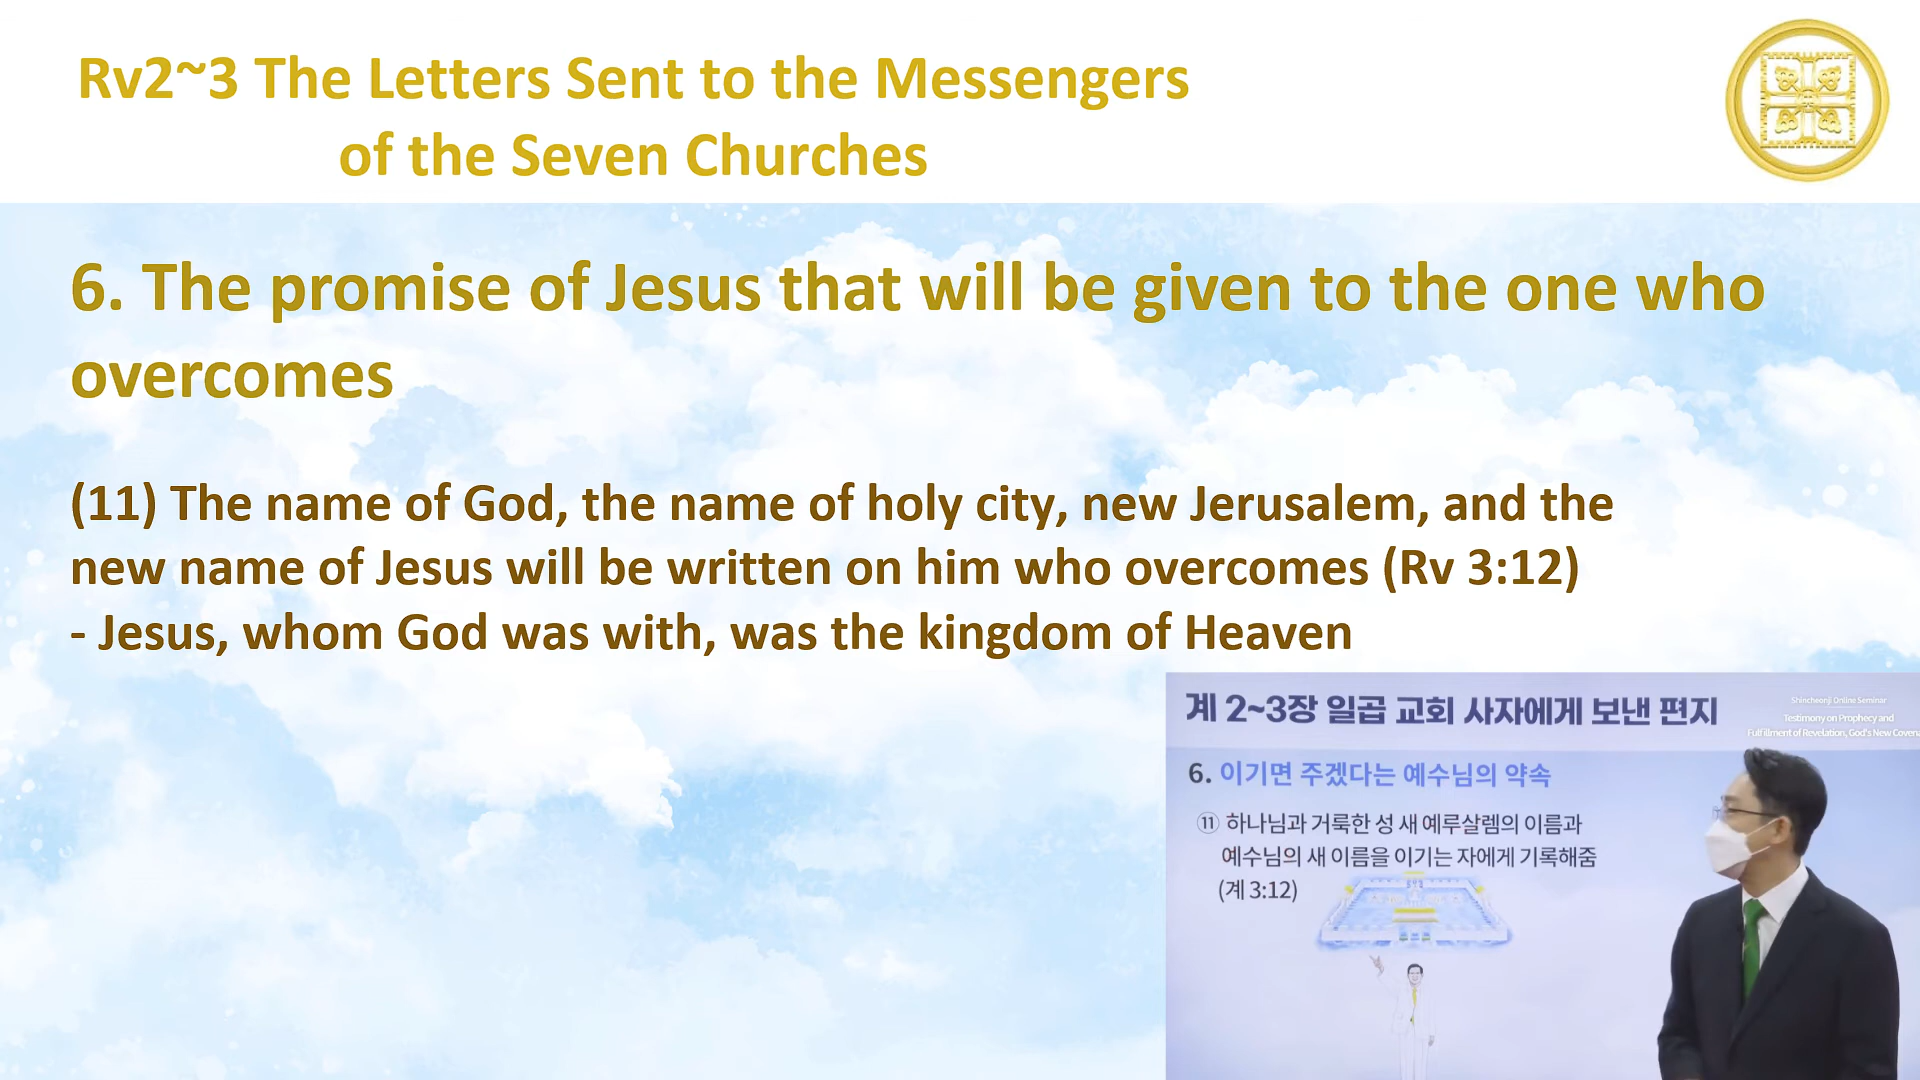 Rv2~3 The Letters Sent to the Messengers
of the Seven Churches
6. The promise of Jesus that will be given to the one who
overcomes
(11) The name of God, the name of holy city, new Jerusalem, and the
new name of Jesus will be written on him who overcomes (Rv 3:12)
- Jesus, whom God was with, was the kingdom of Heaven
계 2~3장 일곱 교회 사자에게 보낸 편지
Shincheonji Online Seminar
Testimony on Prophecy and
Fulfillment of Revelation, God's New Covena
6. 이기면 주겠다는 예수님의 약속
⑪ 하나님과 거룩한 성 새 예루살렘의 이름과
예수님의 새 이름을 이기는 자에게 기록해줌
(계 3:12)